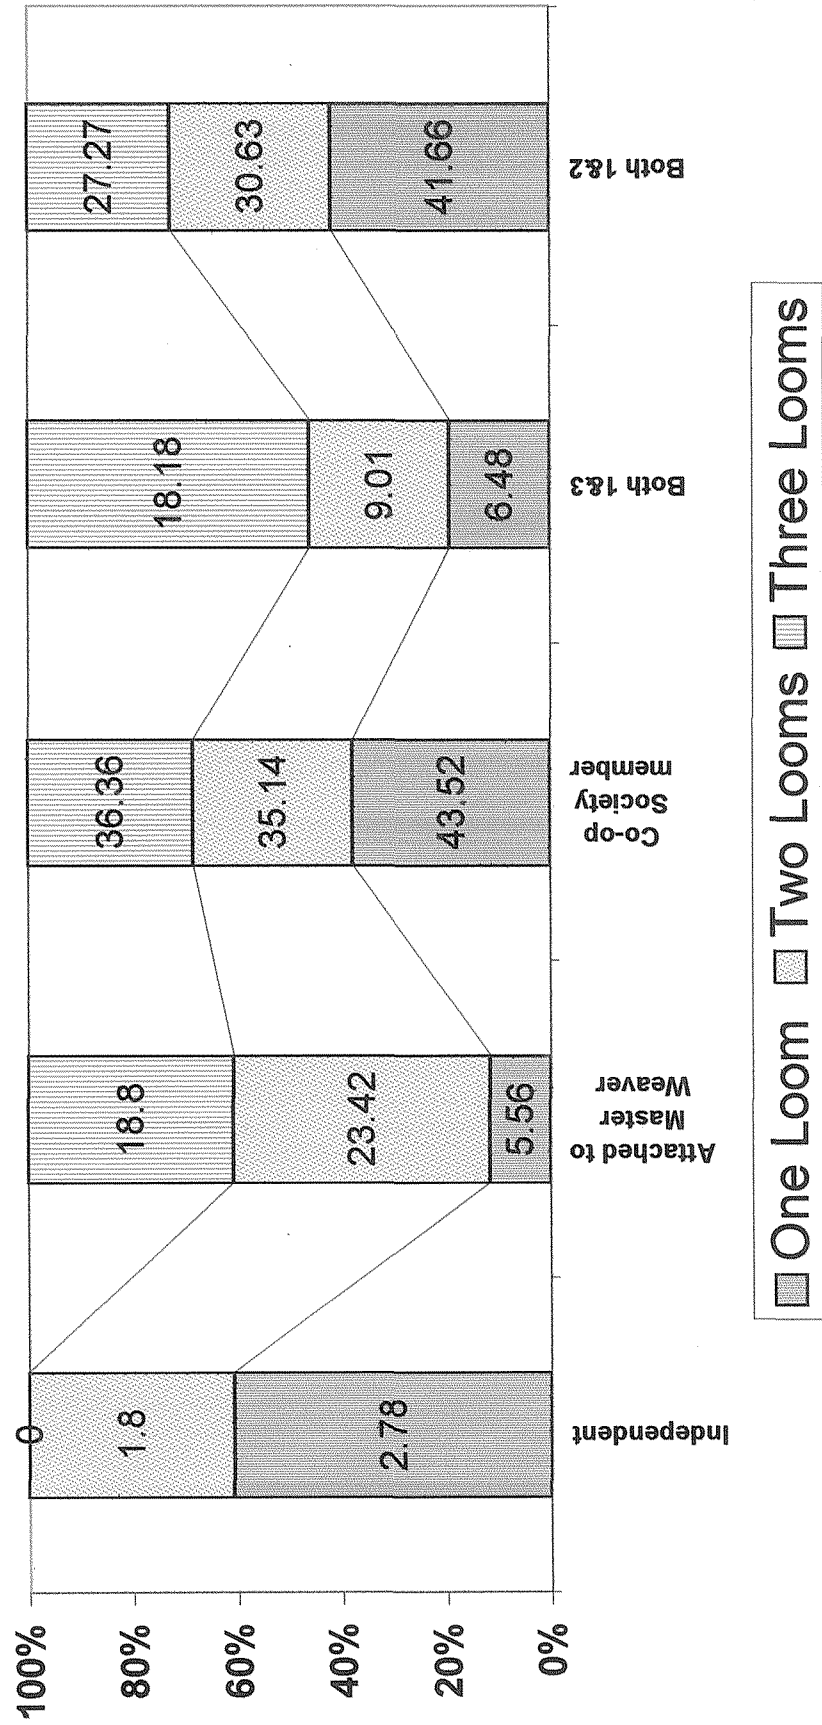 100%
80%
60%
40%
20%
0%
0
1.8
2.78
18.8
23.42
5.56
36.36
35.14
43.52
18.18
9.01
6.48
27.27
30.63
41.66
Independent
Attached to
Master
Weaver
Co-op
Society
member
Both 1&3
Both 1&2
One Loom Two Looms Three Looms